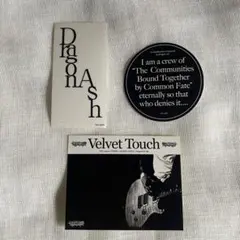 Dragon
Ash
I am a crew of
"The Communities
Bound Together
by Common Fate"
eternally so that
who denies it....
Velvet Touch